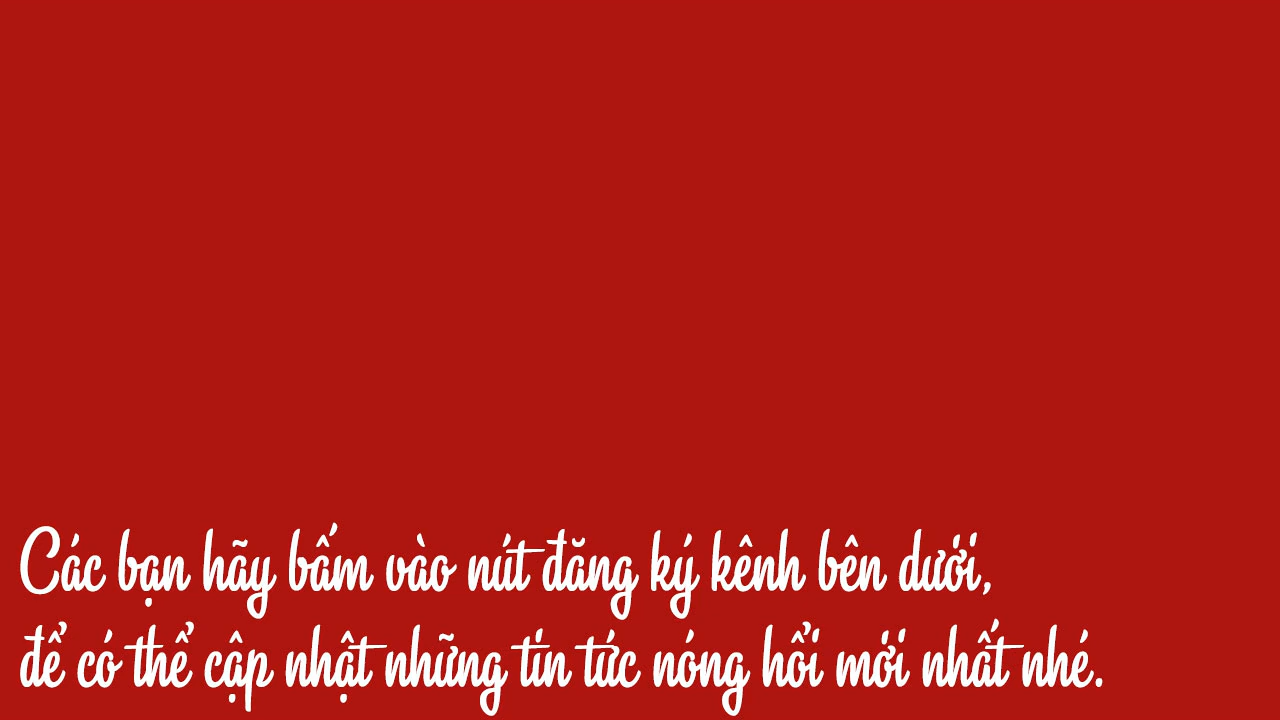 Các bạn hãy bấm vào nút đăng ký kênh bên dưới,
để có thể cập nhật những tin tức nóng hổi mới nhất nhé.